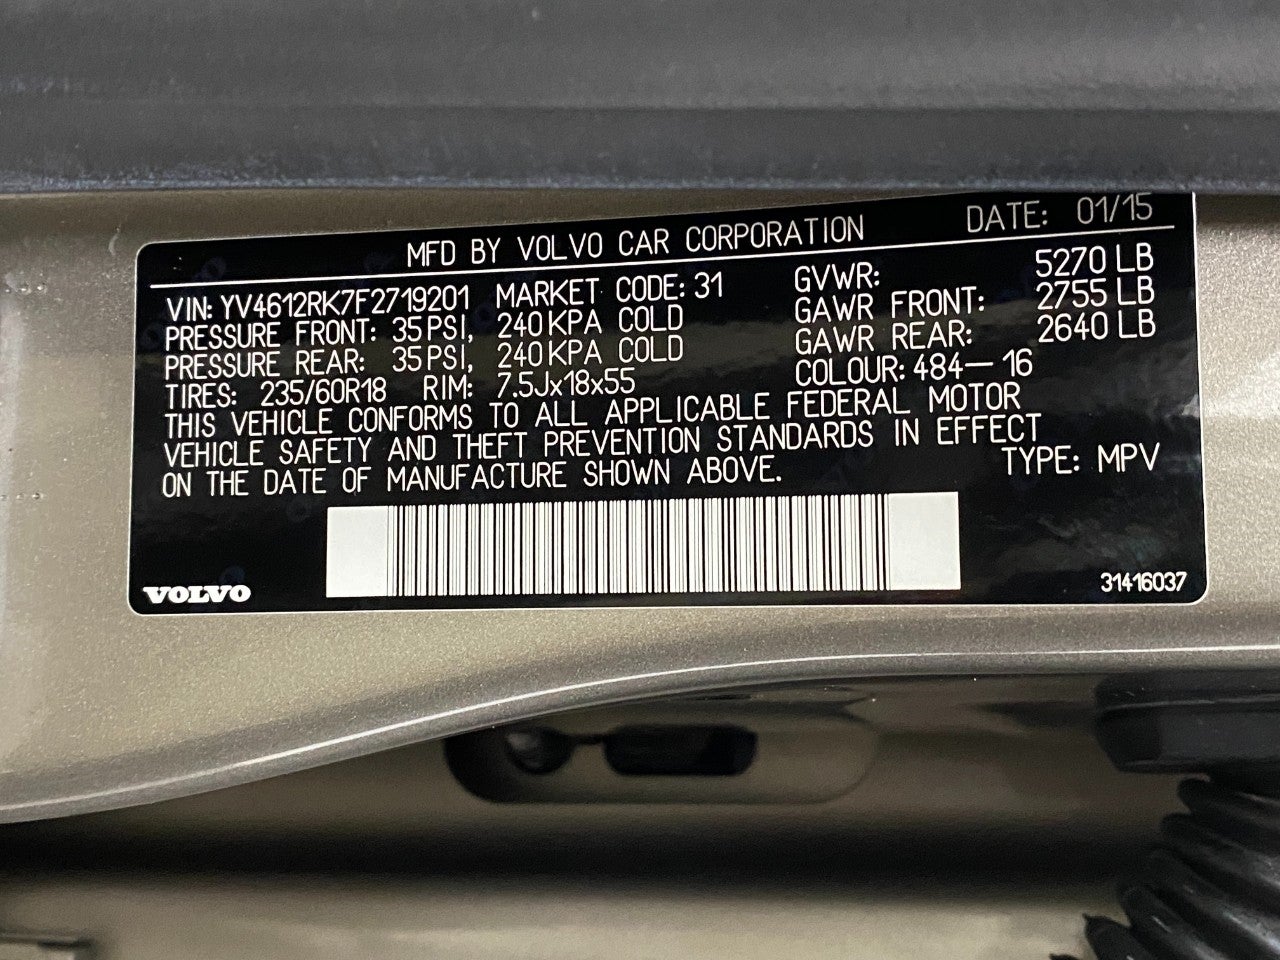 MFD BY VOLVO CAR CORPORATION DATE: 01/15
VIN: YV4612RK7F2719201 MARKET CODE: 31 GVWR: 5270 LB
PRESSURE FRONT: 35 PSI, 240 KPA COLD GAWR FRONT: 2755 LB
PRESSURE REAR: 35 PSI, 240 KPA COLD GAWR REAR: 2640 LB
TIRES: 235/60R18 RIM: 7.5Jx18x55 COLOUR: 484-16
THIS VEHICLE CONFORMS TO ALL APPLICABLE FEDERAL MOTOR
VEHICLE SAFETY AND THEFT PREVENTION STANDARDS IN EFFECT
ON THE DATE OF MANUFACTURE SHOWN ABOVE. TYPE: MPV
VOLVO 31416037